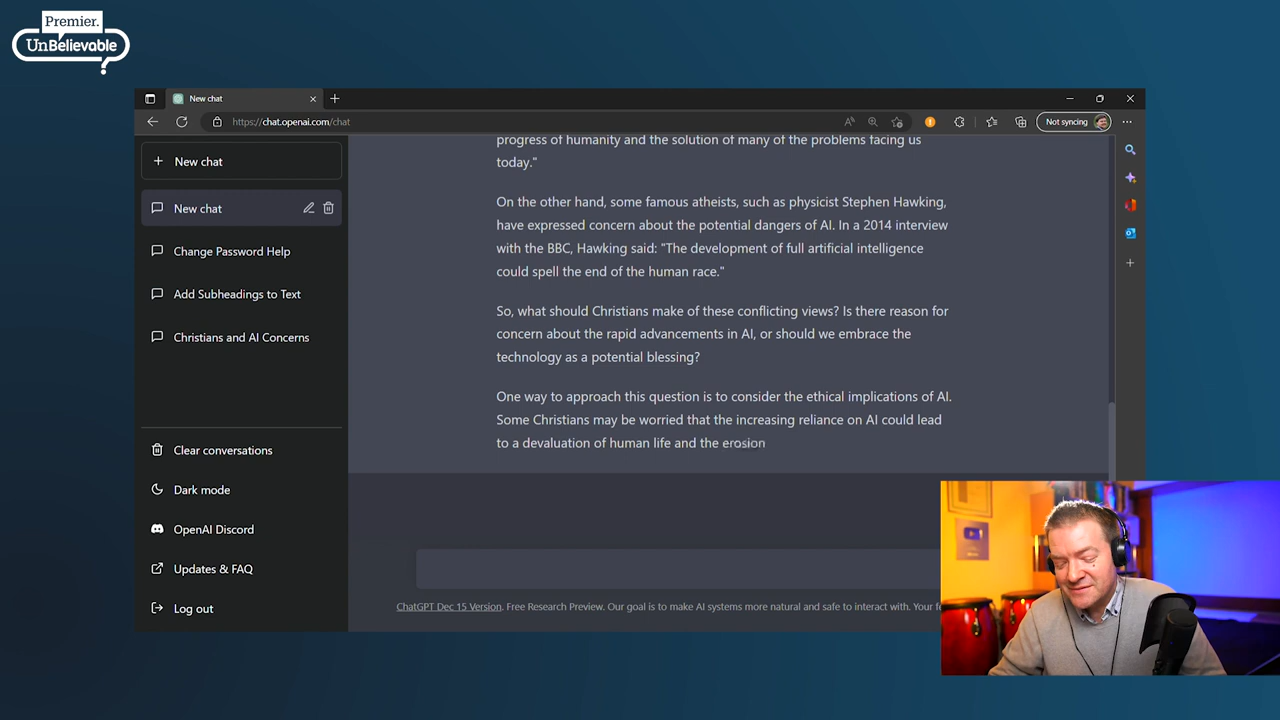 Premier.
UnBelievable
?
New chat
https://chat.openai.com/chat
Not syncing
New chat
New chat
Change Password Help
Add Subheadings to Text
Christians and AI Concerns
Clear conversations
Dark mode
OpenAI Discord
Updates & FAQ
Log out
progress of humanity and the solution of many of the problems facing us
today."
On the other hand, some famous atheists, such as physicist Stephen Hawking,
have expressed concern about the potential dangers of AI. In a 2014 interview
with the BBC, Hawking said: "The development of full artificial intelligence
could spell the end of the human race."
So, what should Christians make of these conflicting views? Is there reason for
concern about the rapid advancements in AI, or should we embrace the
technology as a potential blessing?
One way to approach this question is to consider the ethical implications of AI.
Some Christians may be worried that the increasing reliance on AI could lead
to a devaluation of human life and the erosion
ChatGPT Dec 15 Version. Free Research Preview. Our goal is to make AI systems more natural and safe to interact with. Your fe